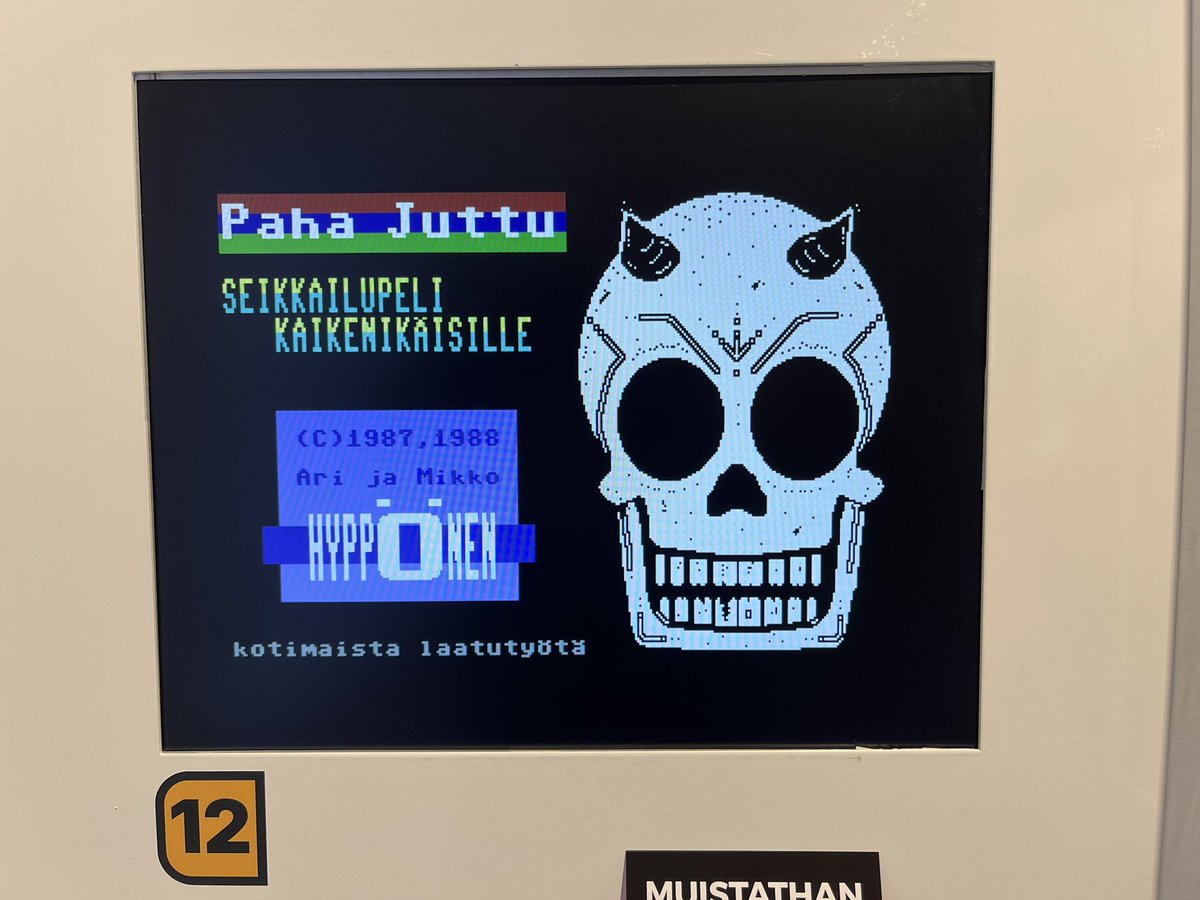 Paha Juttu
SEIKKAILUPELI
KAIKENIKÄISILLE
(C)1987,1988
Ari ja Mikko
HYPPÖNEN
kotimaista laatutyötä
12
MUISTATHAN